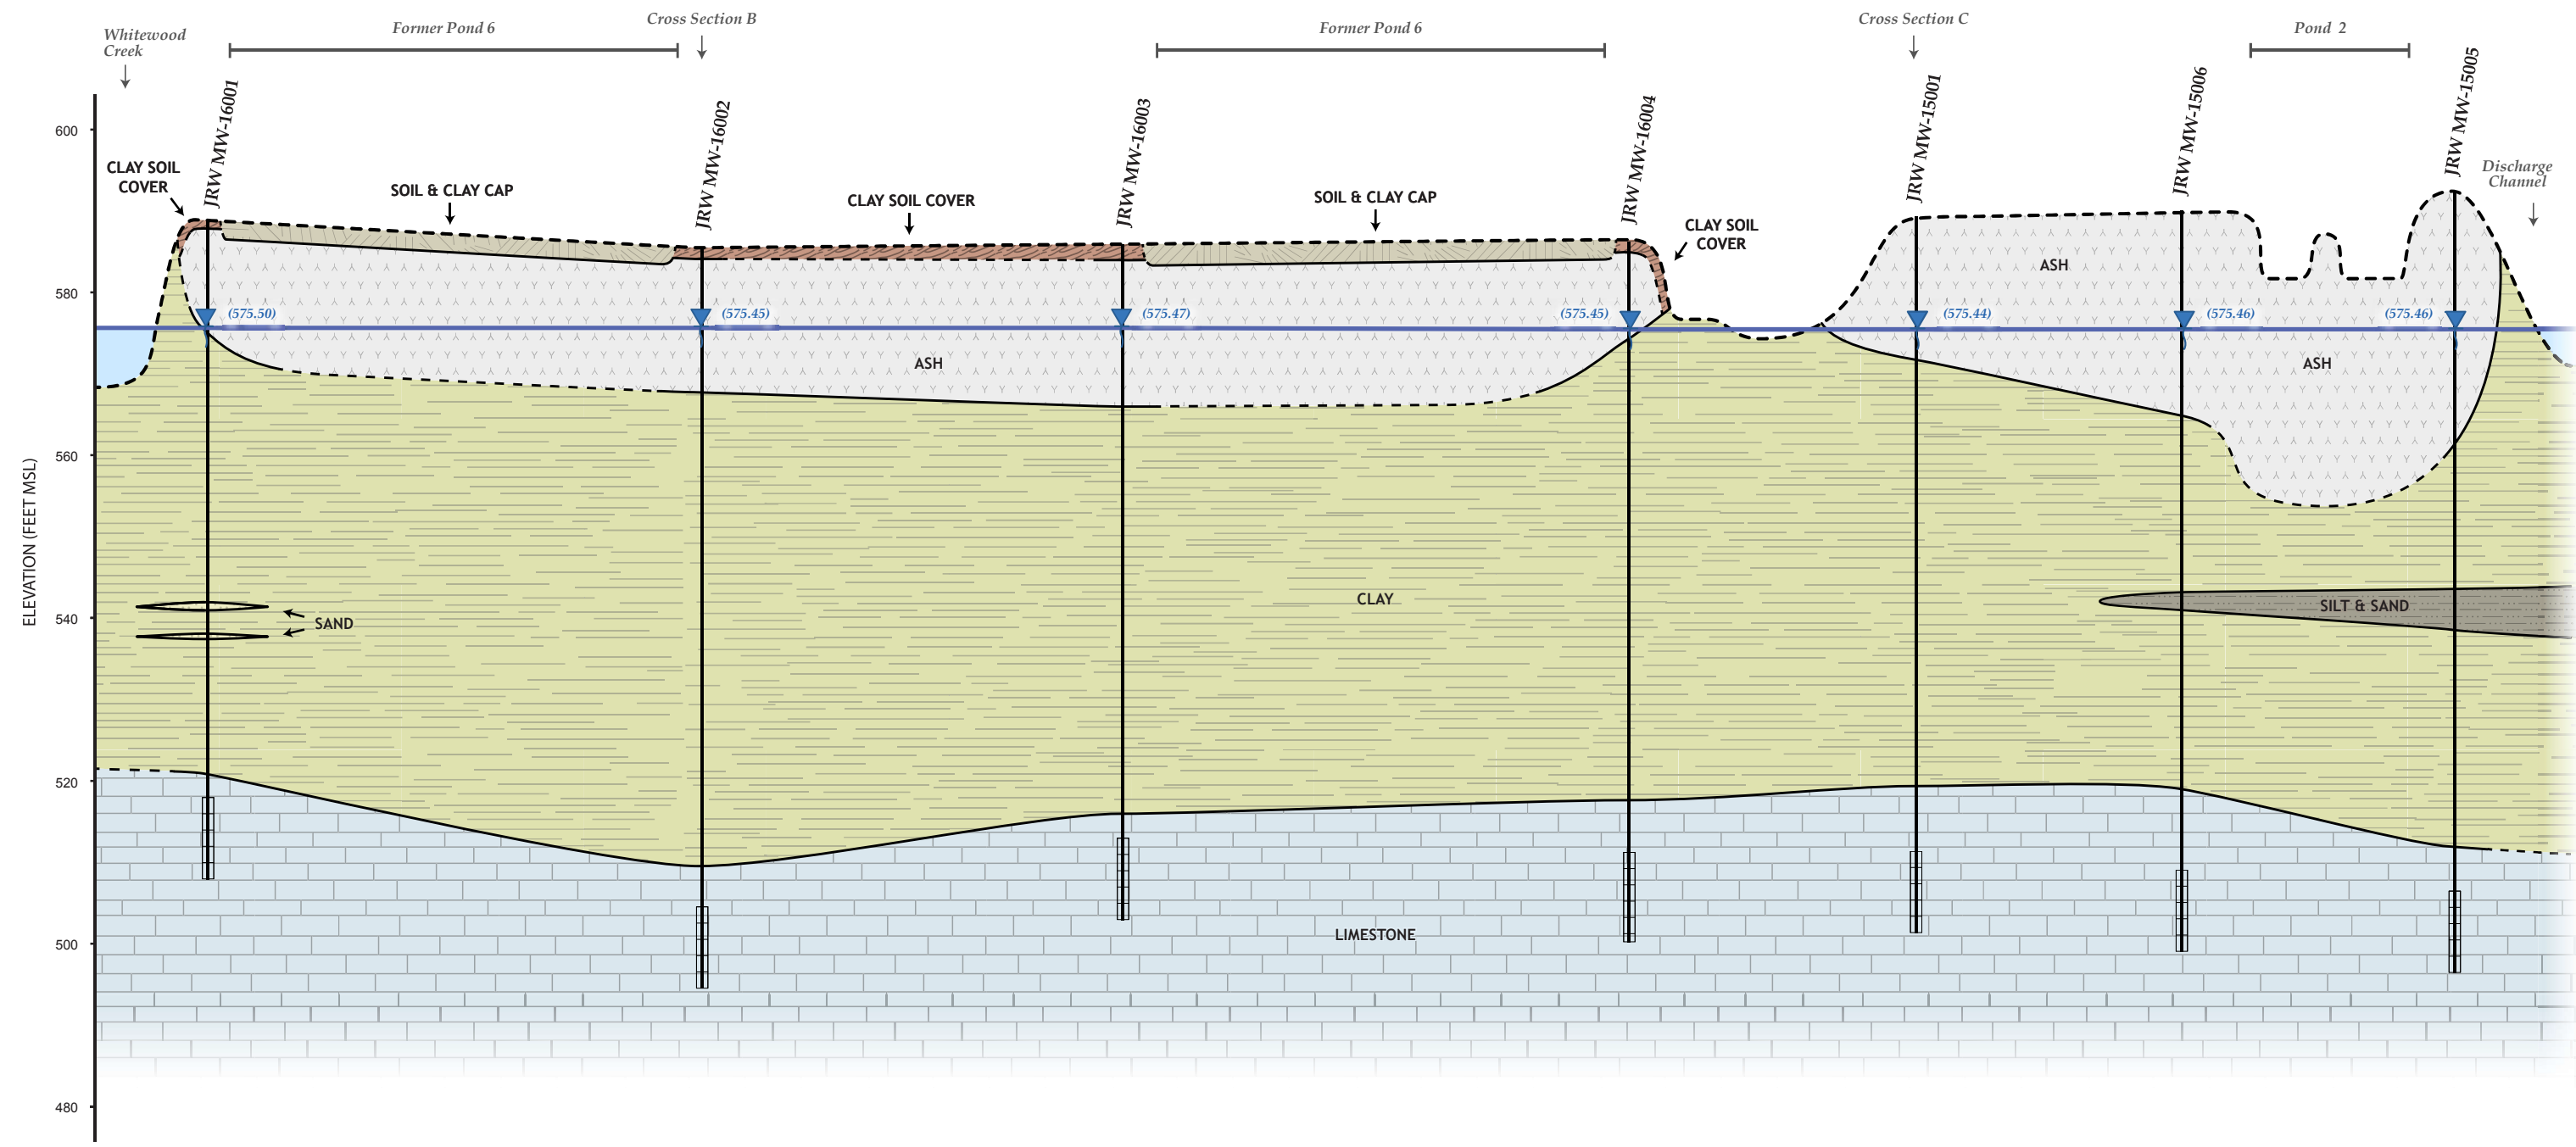 Whitewood
Creek
Former Pond 6
Cross Section B
Former Pond 6
Cross Section C
Pond 2
JRW MW-16001
JRW MW-16002
JRW MW-16003
JRW MW-16004
JRW MW-15001
JRW MW-15006
JRW MW-15005
Discharge
Channel
CLAY SOIL
COVER
SOIL & CLAY CAP
CLAY SOIL COVER
SOIL & CLAY CAP
CLAY SOIL
COVER
ASH
(575.50)
(575.45)
(575.47)
(575.45)
(575.44)
(575.46)
(575.46)
ASH
ASH
CLAY
SILT & SAND
SAND
LIMESTONE
ELEVATION (FEET MSL)
600
580
560
540
520
500
480